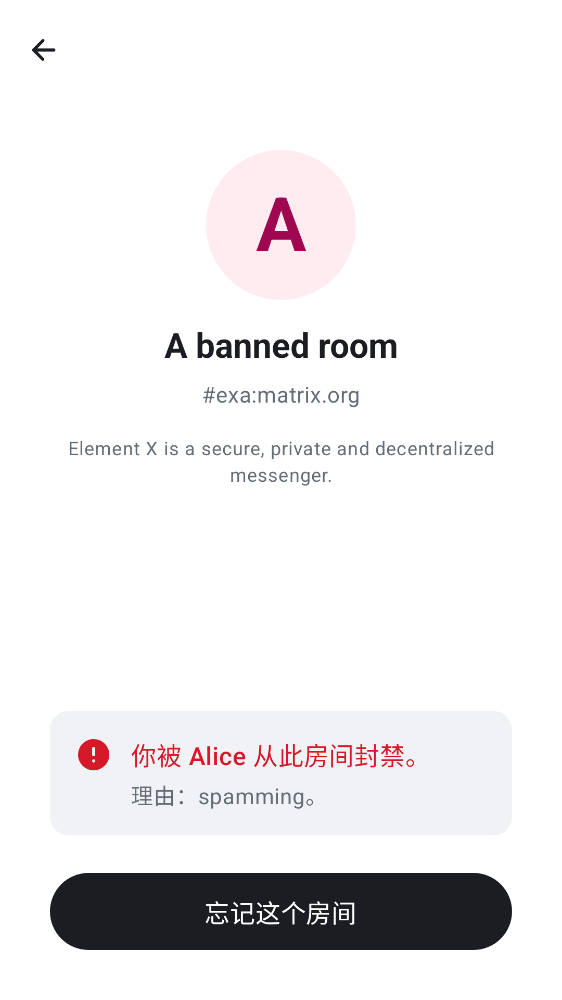 A
A banned room
#exa:matrix.org
Element X is a secure, private and decentralized
messenger.
你被 Alice 从此房间封禁。
理由：spamming。
忘记这个房间